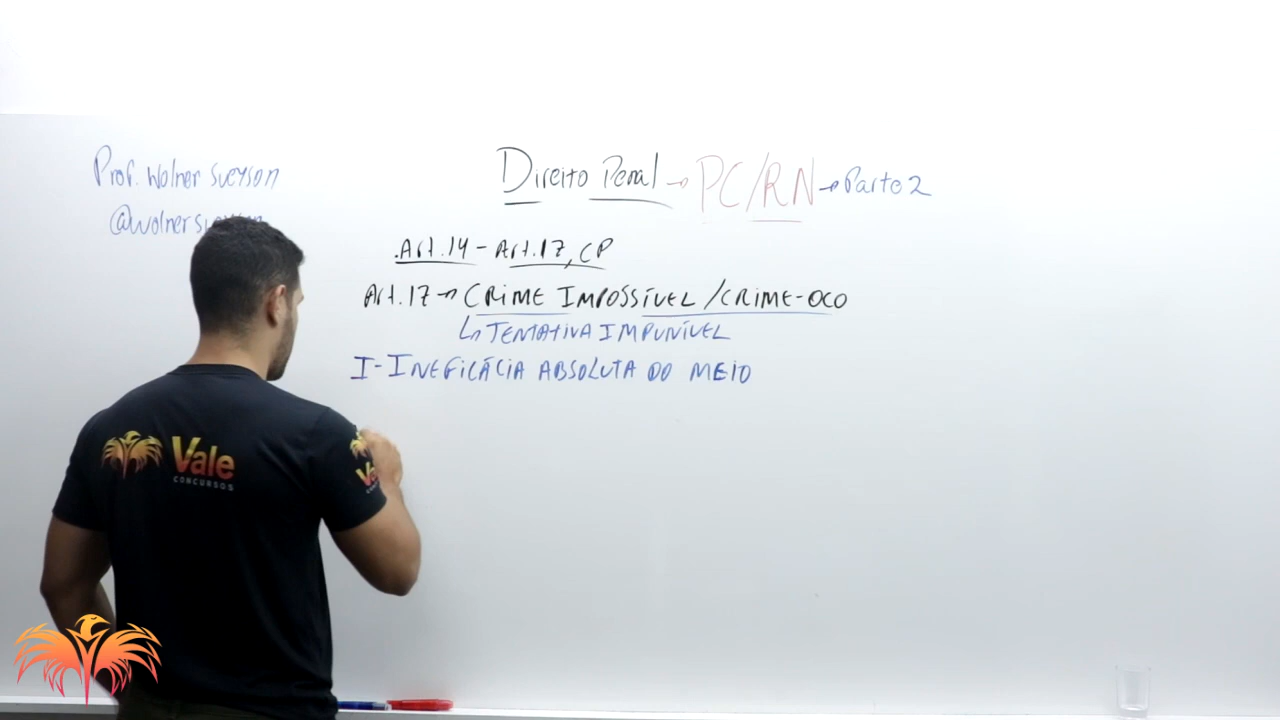 Prof. Wolner Sueyson
@wolnersueyson
Direito Penal → PC/RN → Parte 2
Art. 14 - Art. 17, CP
Art. 17 → CRIME IMPOSSÍVEL / CRIME-OCO
↳ TENTATIVA IMPUNÍVEL
I - INEFICÁCIA ABSOLUTA DO MEIO
Vale
CONCURSOS